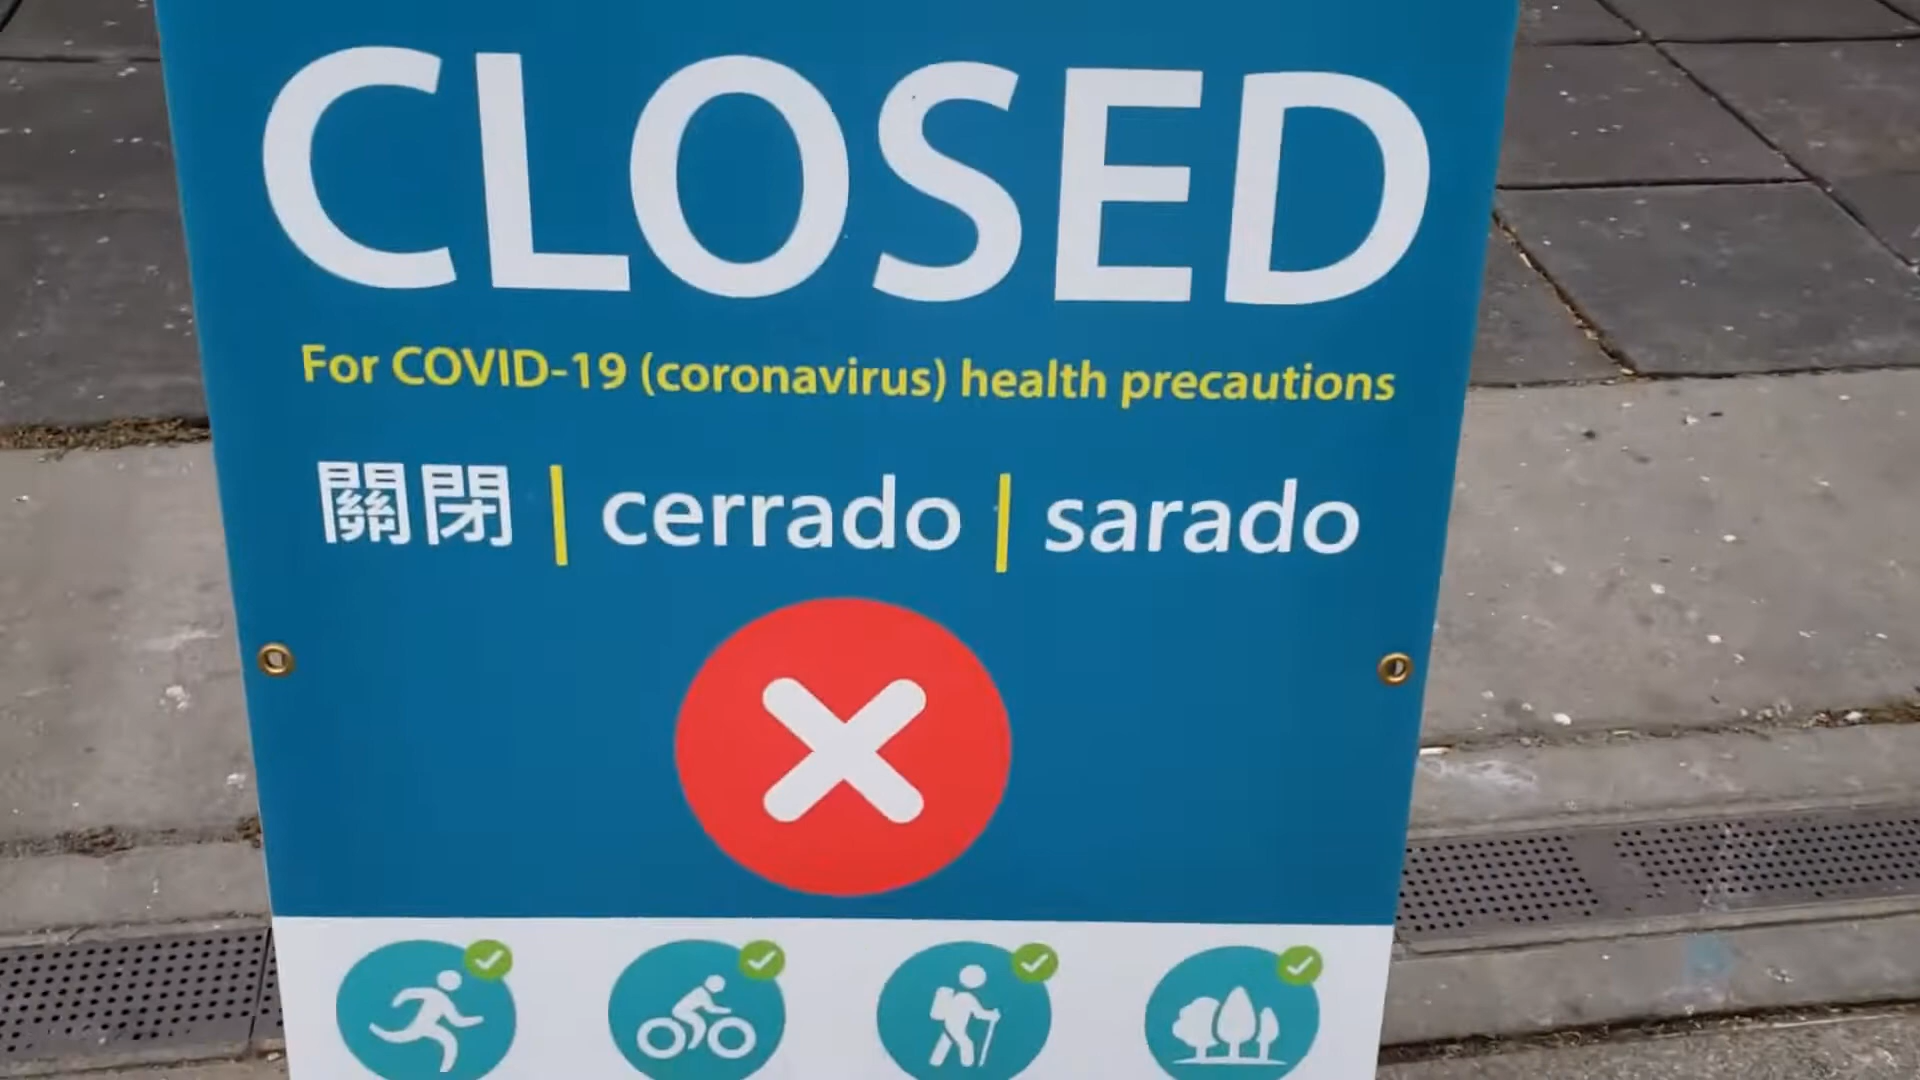 CLOSED
For COVID-19 (coronavirus) health precautions
關閉 | cerrado | sarado